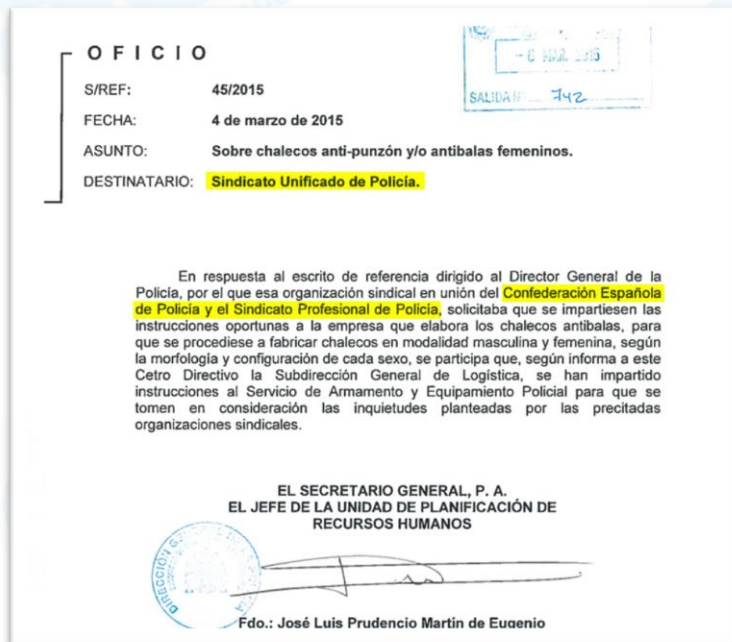 OFICIO
- 6 MAR. 2015
SALIDA Nº 742
S/REF: 45/2015
FECHA: 4 de marzo de 2015
ASUNTO: Sobre chalecos anti-punzón y/o antibalas femeninos.
DESTINATARIO: Sindicato Unificado de Policía.
En respuesta al escrito de referencia dirigido al Director General de la
Policía, por el que esa organización sindical en unión del Confederación Española
de Policía y el Sindicato Profesional de Policía, solicitaba que se impartiesen las
instrucciones oportunas a la empresa que elabora los chalecos antibalas, para
que se procediese a fabricar chalecos en modalidad masculina y femenina, según
la morfología y configuración de cada sexo, se participa que, según informa a este
Cetro Directivo la Subdirección General de Logística, se han impartido
instrucciones al Servicio de Armamento y Equipamiento Policial para que se
tomen en consideración las inquietudes planteadas por las precitadas
organizaciones sindicales.
EL SECRETARIO GENERAL, P. A.
EL JEFE DE LA UNIDAD DE PLANIFICACIÓN DE
RECURSOS HUMANOS
DIRECCIÓN
Fdo.: José Luis Prudencio Martín de Eugenio